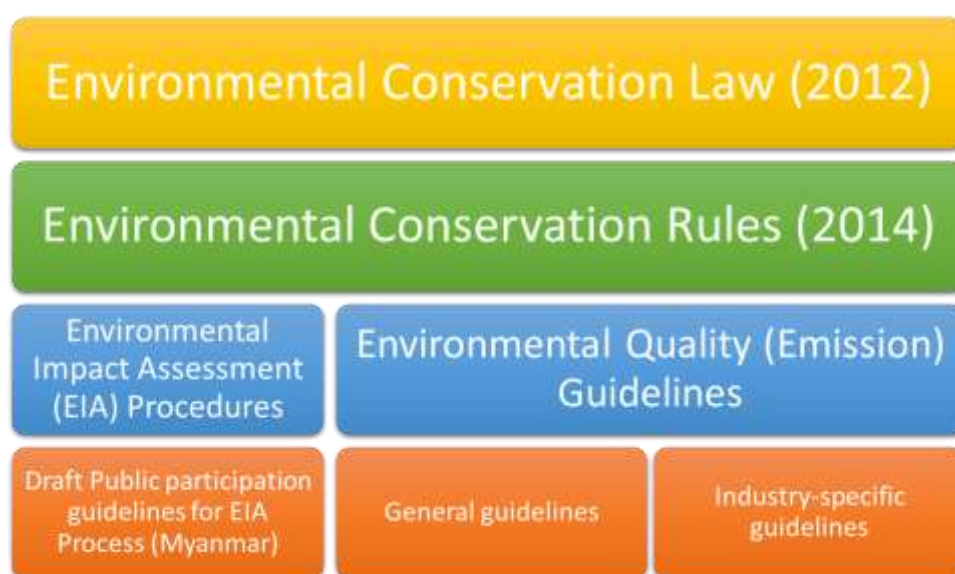 Environmental Conservation Law (2012)
Environmental Conservation Rules (2014)
Environmental
Impact Assessment
(EIA) Procedures
Environmental Quality (Emission)
Guidelines
Draft Public participation
guidelines for EIA
Process (Myanmar)
General guidelines
Industry-specific
guidelines